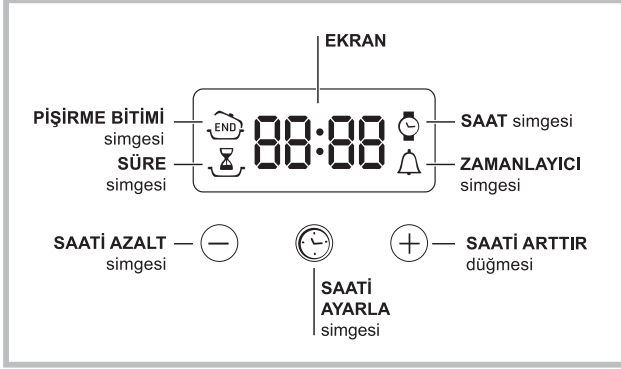 EKRAN
PİŞİRME BİTİMİ
simgesi
END
88:88
SAAT simgesi
SÜRE
simgesi
ZAMANLAYICI
simgesi
SAATİ AZALT
simgesi
SAATİ ARTTIR
düğmesi
SAATİ
AYARLA
simgesi